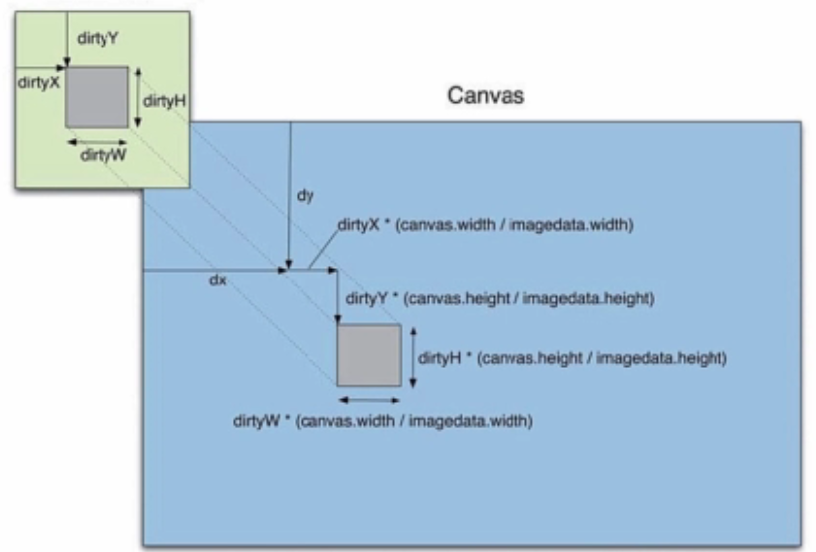 dirtyY
dirtyX
dirtyH
dirtyW
Canvas
dy
dirtyX * (canvas.width / imagedata.width)
dx
dirtyY * (canvas.height / imagedata.height)
dirtyH * (canvas.height / imagedata.height)
dirtyW * (canvas.width / imagedata.width)